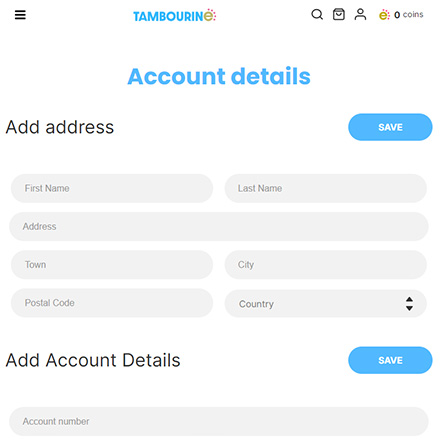 TAMBOURINE
0 coins
Account details
Add address
SAVE
First Name
Last Name
Address
Town
City
Postal Code
Country
Add Account Details
SAVE
Account number